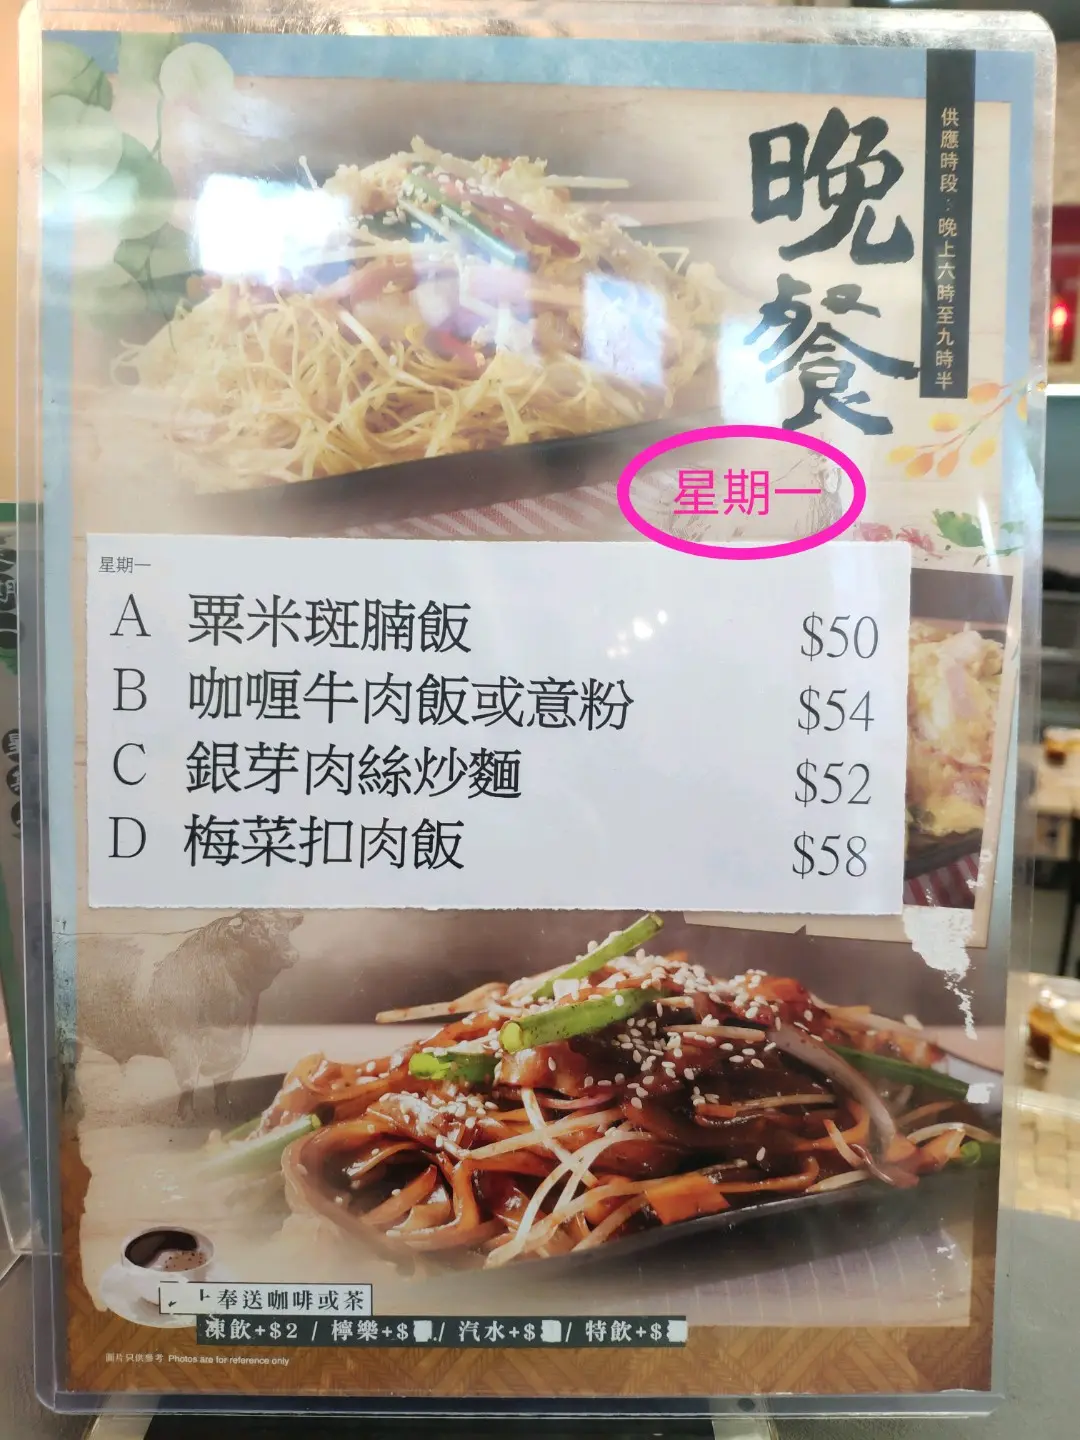 晚餐
供應時段：晚上六時至九時半
星期一
星期一
A 粟米斑腩飯 $50
B 咖喱牛肉飯或意粉 $54
C 銀芽肉絲炒麵 $52
D 梅菜扣肉飯 $58
上奉送咖啡或茶
凍飲+$2 / 檸樂+$ / 汽水+$ / 特飲+$
圖片只供參考 Photos are for reference only